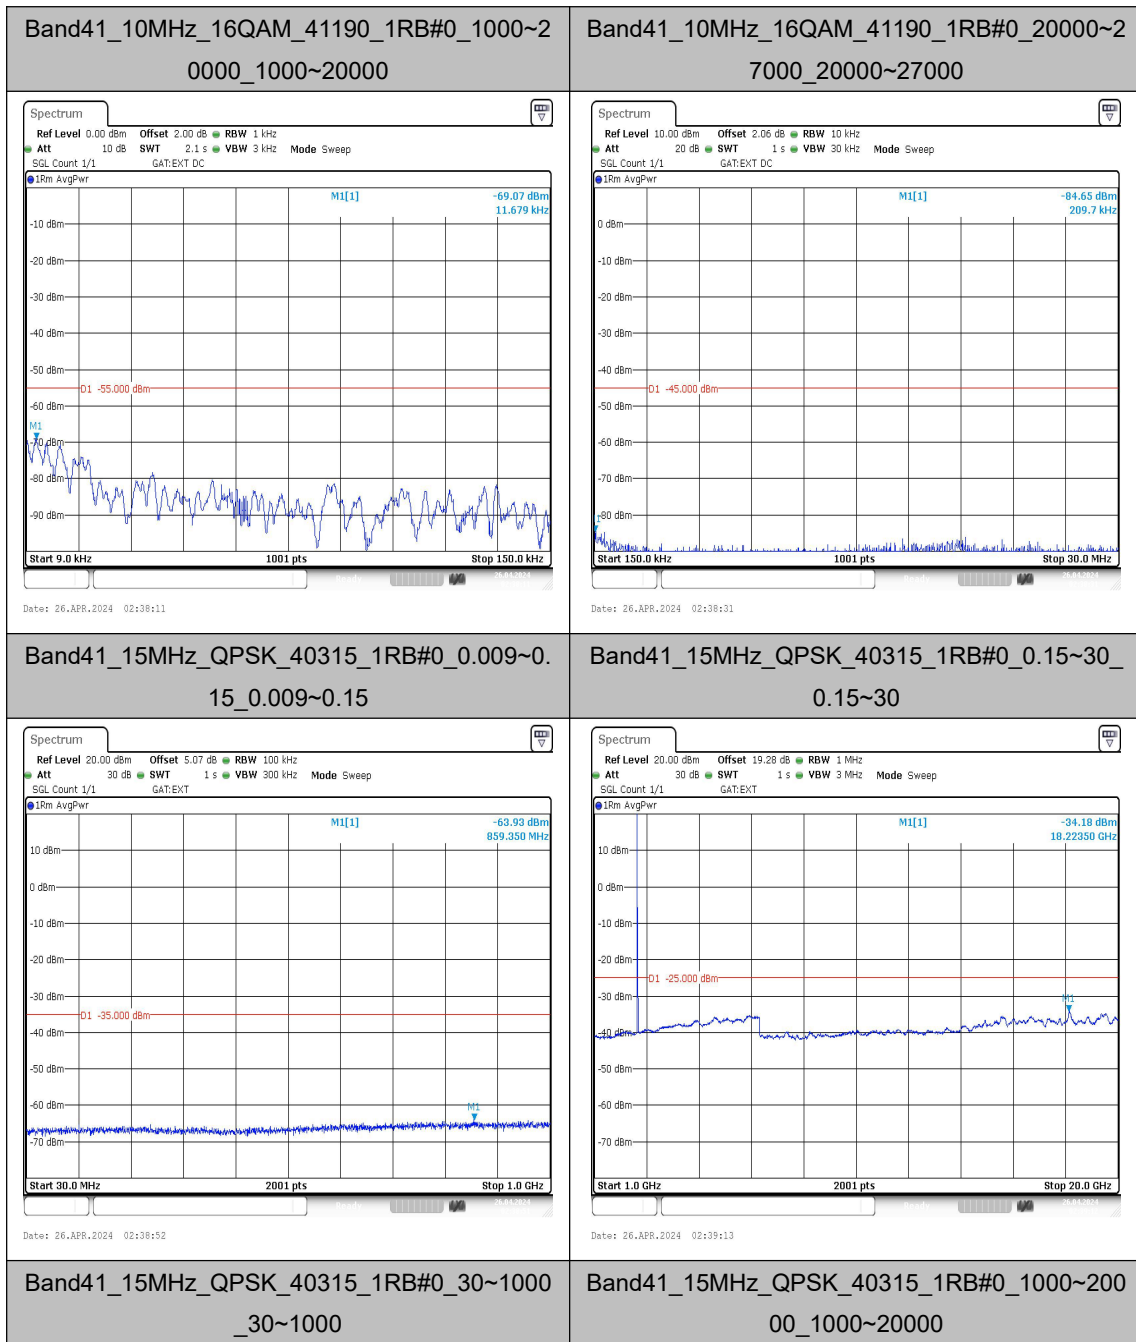 Band41_10MHz_16QAM_41190_1RB#0_1000~2
0000_1000~20000
Band41_10MHz_16QAM_41190_1RB#0_20000~2
7000_20000~27000
Spectrum
Ref Level 0.00 dBm Offset 2.00 dB RBW 1 kHz
Att 10 dB SWT 2.1 s VBW 3 kHz Mode Sweep
SGL Count 1/1 GAT:EXT DC
1Rm AvgPwr
M1[1] -69.07 dBm
11.679 kHz
-10 dBm
-20 dBm
-30 dBm
-40 dBm
-50 dBm
D1 -55.000 dBm
-60 dBm
M1
-70 dBm
-80 dBm
-90 dBm
Start 9.0 kHz 1001 pts Stop 150.0 kHz
Ready 26.04.2024
Date: 26.APR.2024 02:38:11
Spectrum
Ref Level 10.00 dBm Offset 2.06 dB RBW 10 kHz
Att 20 dB SWT 1 s VBW 30 kHz Mode Sweep
SGL Count 1/1 GAT:EXT DC
1Rm AvgPwr
M1[1] -84.65 dBm
209.7 kHz
0 dBm
-10 dBm
-20 dBm
-30 dBm
-40 dBm
D1 -45.000 dBm
-50 dBm
-60 dBm
-70 dBm
-80 dBm
Start 150.0 kHz 1001 pts Stop 30.0 MHz
Ready 26.04.2024
Date: 26.APR.2024 02:38:31
Band41_15MHz_QPSK_40315_1RB#0_0.009~0.
15_0.009~0.15
Band41_15MHz_QPSK_40315_1RB#0_0.15~30_
0.15~30
Spectrum
Ref Level 20.00 dBm Offset 5.07 dB RBW 100 kHz
Att 30 dB SWT 1 s VBW 300 kHz Mode Sweep
SGL Count 1/1 GAT:EXT
1Rm AvgPwr
M1[1] -63.93 dBm
859.350 MHz
10 dBm
0 dBm
-10 dBm
-20 dBm
-30 dBm
D1 -35.000 dBm
-40 dBm
-50 dBm
-60 dBm
M1
-70 dBm
Start 30.0 MHz 2001 pts Stop 1.0 GHz
Ready 26.04.2024
Date: 26.APR.2024 02:38:52
Spectrum
Ref Level 20.00 dBm Offset 19.28 dB RBW 1 MHz
Att 30 dB SWT 1 s VBW 3 MHz Mode Sweep
SGL Count 1/1 GAT:EXT
1Rm AvgPwr
M1[1] -34.18 dBm
18.22350 GHz
10 dBm
0 dBm
-10 dBm
-20 dBm
D1 -25.000 dBm
-30 dBm
M1
-40 dBm
-50 dBm
-60 dBm
-70 dBm
Start 1.0 GHz 2001 pts Stop 20.0 GHz
Ready 26.04.2024
Date: 26.APR.2024 02:39:13
Band41_15MHz_QPSK_40315_1RB#0_30~1000
_30~1000
Band41_15MHz_QPSK_40315_1RB#0_1000~200
00_1000~20000